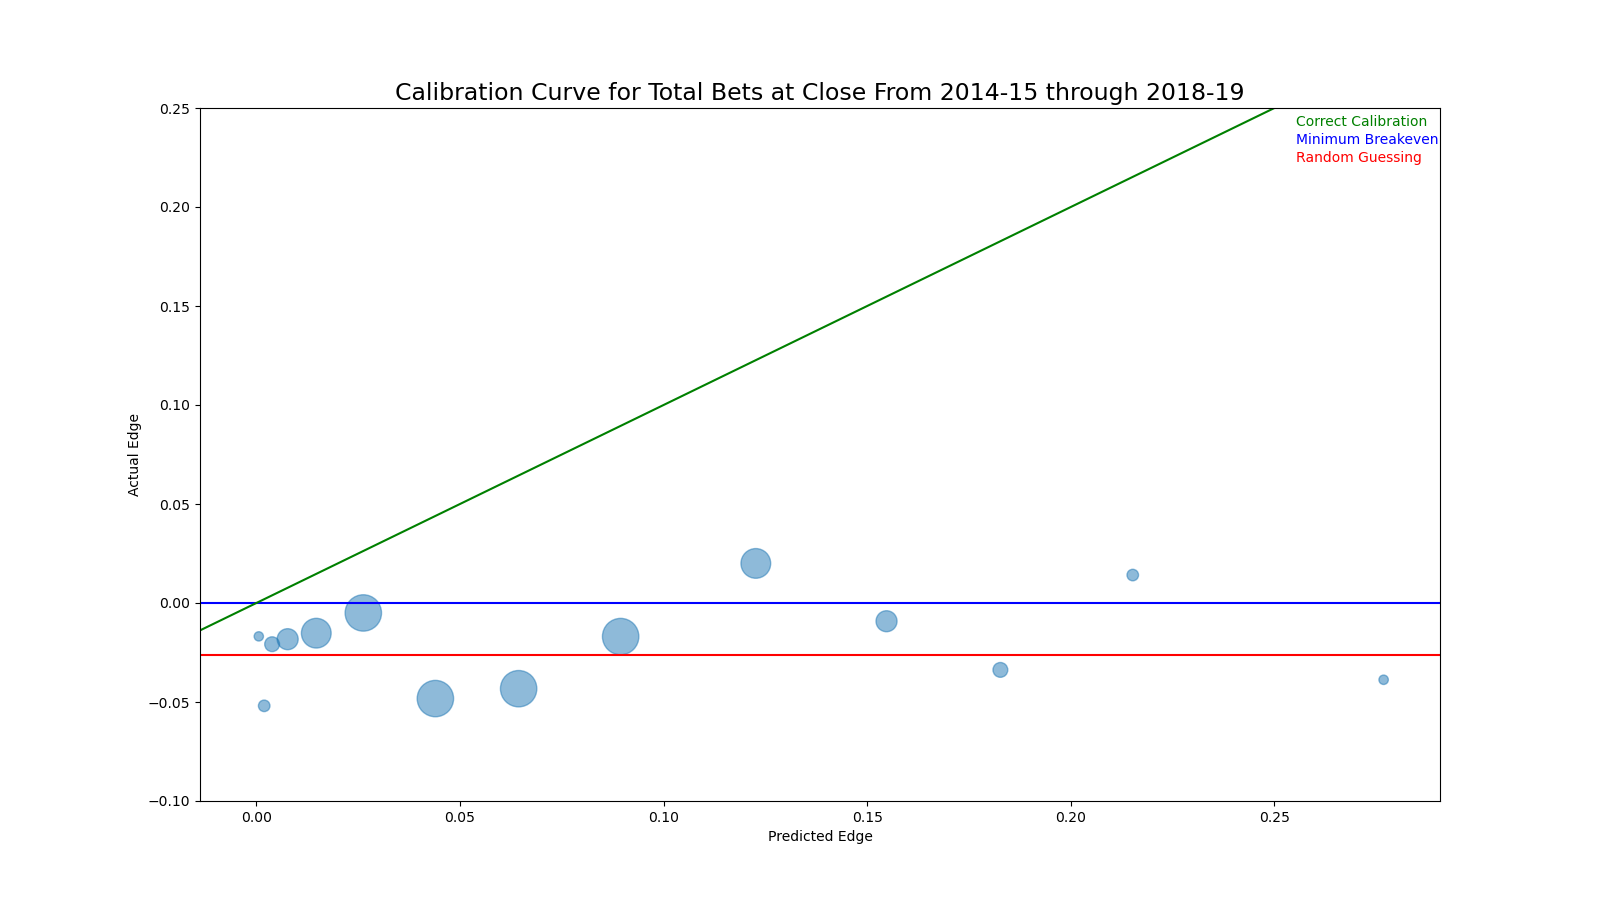 Calibration Curve for Total Bets at Close From 2014-15 through 2018-19
Correct Calibration
Minimum Breakeven
Random Guessing
0.25
0.20
0.15
0.10
0.05
0.00
−0.05
−0.10
Actual Edge
0.00 0.05 0.10 0.15 0.20 0.25
Predicted Edge